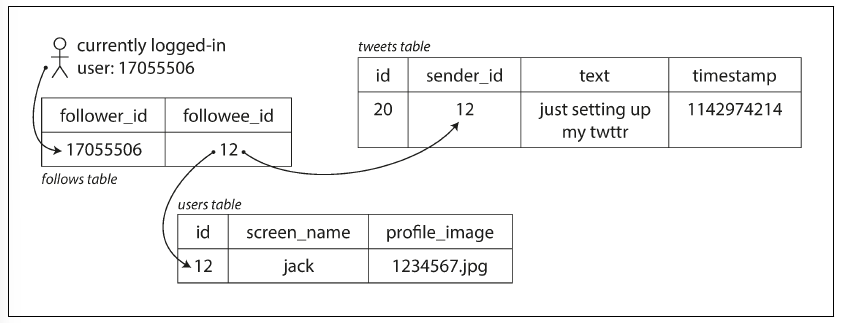 currently logged-in
user: 17055506
follower_id followee_id
17055506 12
follows table
tweets table
id sender_id text timestamp
20 12 just setting up 1142974214
my twttr
users table
id screen_name profile_image
12 jack 1234567.jpg